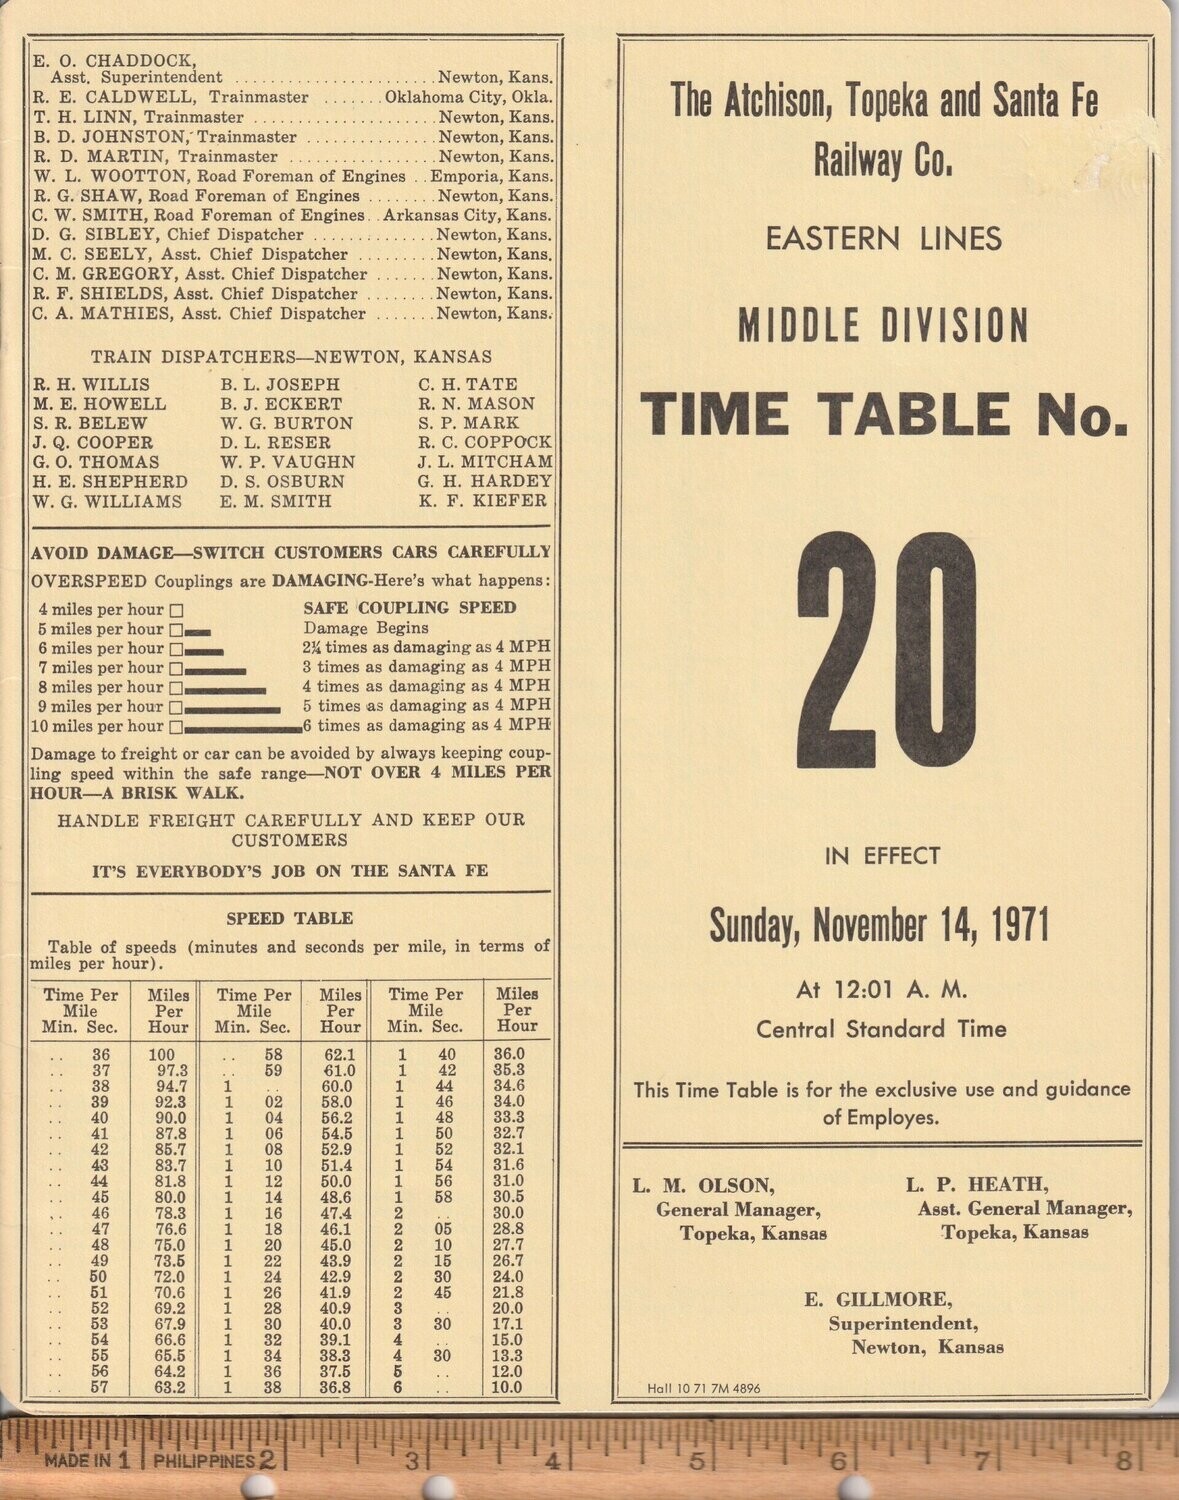 E. O. CHADDOCK,
Asst. Superintendent ........................ Newton, Kans.
R. E. CALDWELL, Trainmaster ....... Oklahoma City, Okla.
T. H. LINN, Trainmaster ...................... Newton, Kans.
B. D. JOHNSTON, Trainmaster ............... Newton, Kans.
R. D. MARTIN, Trainmaster ................. Newton, Kans.
W. L. WOOTTON, Road Foreman of Engines .. Emporia, Kans.
R. G. SHAW, Road Foreman of Engines ........ Newton, Kans.
C. W. SMITH, Road Foreman of Engines.. Arkansas City, Kans.
D. G. SIBLEY, Chief Dispatcher .............. Newton, Kans.
M. C. SEELY, Asst. Chief Dispatcher ......... Newton, Kans.
C. M. GREGORY, Asst. Chief Dispatcher ....... Newton, Kans.
R. F. SHIELDS, Asst. Chief Dispatcher ........ Newton, Kans.
C. A. MATHIES, Asst. Chief Dispatcher ....... Newton, Kans.
TRAIN DISPATCHERS—NEWTON, KANSAS
R. H. WILLIS B. L. JOSEPH C. H. TATE
M. E. HOWELL B. J. ECKERT R. N. MASON
S. R. BELEW W. G. BURTON S. P. MARK
J. Q. COOPER D. L. RESER R. C. COPPOCK
G. O. THOMAS W. P. VAUGHN J. L. MITCHAM
H. E. SHEPHERD D. S. OSBURN G. H. HARDEY
W. G. WILLIAMS E. M. SMITH K. F. KIEFER
AVOID DAMAGE—SWITCH CUSTOMERS CARS CAREFULLY
OVERSPEED Couplings are DAMAGING-Here's what happens:
4 miles per hour SAFE COUPLING SPEED
5 miles per hour Damage Begins
6 miles per hour 2¼ times as damaging as 4 MPH
7 miles per hour 3 times as damaging as 4 MPH
8 miles per hour 4 times as damaging as 4 MPH
9 miles per hour 5 times as damaging as 4 MPH
10 miles per hour 6 times as damaging as 4 MPH
Damage to freight or car can be avoided by always keeping coup-
ling speed within the safe range—NOT OVER 4 MILES PER
HOUR—A BRISK WALK.
HANDLE FREIGHT CAREFULLY AND KEEP OUR
CUSTOMERS
IT'S EVERYBODY'S JOB ON THE SANTA FE
SPEED TABLE
Table of speeds (minutes and seconds per mile, in terms of
miles per hour).
Time Per Miles Time Per Miles Time Per Miles
Mile Per Mile Per Mile Per
Min. Sec. Hour Min. Sec. Hour Min. Sec. Hour
.. 36 100 .. 58 62.1 1 40 36.0
.. 37 97.3 .. 59 61.0 1 42 35.3
.. 38 94.7 1 .. 60.0 1 44 34.6
.. 39 92.3 1 02 58.0 1 46 34.0
.. 40 90.0 1 04 56.2 1 48 33.3
.. 41 87.8 1 06 54.5 1 50 32.7
.. 42 85.7 1 08 52.9 1 52 32.1
.. 43 83.7 1 10 51.4 1 54 31.6
.. 44 81.8 1 12 50.0 1 56 31.0
.. 45 80.0 1 14 48.6 1 58 30.5
.. 46 78.3 1 16 47.4 2 .. 30.0
.. 47 76.6 1 18 46.1 2 05 28.8
.. 48 75.0 1 20 45.0 2 10 27.7
.. 49 73.5 1 22 43.9 2 15 26.7
.. 50 72.0 1 24 42.9 2 30 24.0
.. 51 70.6 1 26 41.9 2 45 21.8
.. 52 69.2 1 28 40.9 3 .. 20.0
.. 53 67.9 1 30 40.0 3 30 17.1
.. 54 66.6 1 32 39.1 4 .. 15.0
.. 55 65.5 1 34 38.3 4 30 13.3
.. 56 64.2 1 36 37.5 5 .. 12.0
.. 57 63.2 1 38 36.8 6 .. 10.0
The Atchison, Topeka and Santa Fe
Railway Co.
EASTERN LINES
MIDDLE DIVISION
TIME TABLE No.
20
IN EFFECT
Sunday, November 14, 1971
At 12:01 A. M.
Central Standard Time
This Time Table is for the exclusive use and guidance
of Employes.
L. M. OLSON,
General Manager,
Topeka, Kansas
L. P. HEATH,
Asst. General Manager,
Topeka, Kansas
E. GILLMORE,
Superintendent,
Newton, Kansas
Hall 10 71 7M 4896
MADE IN 1 PHILIPPINES 2 3 4 5 6 7 8